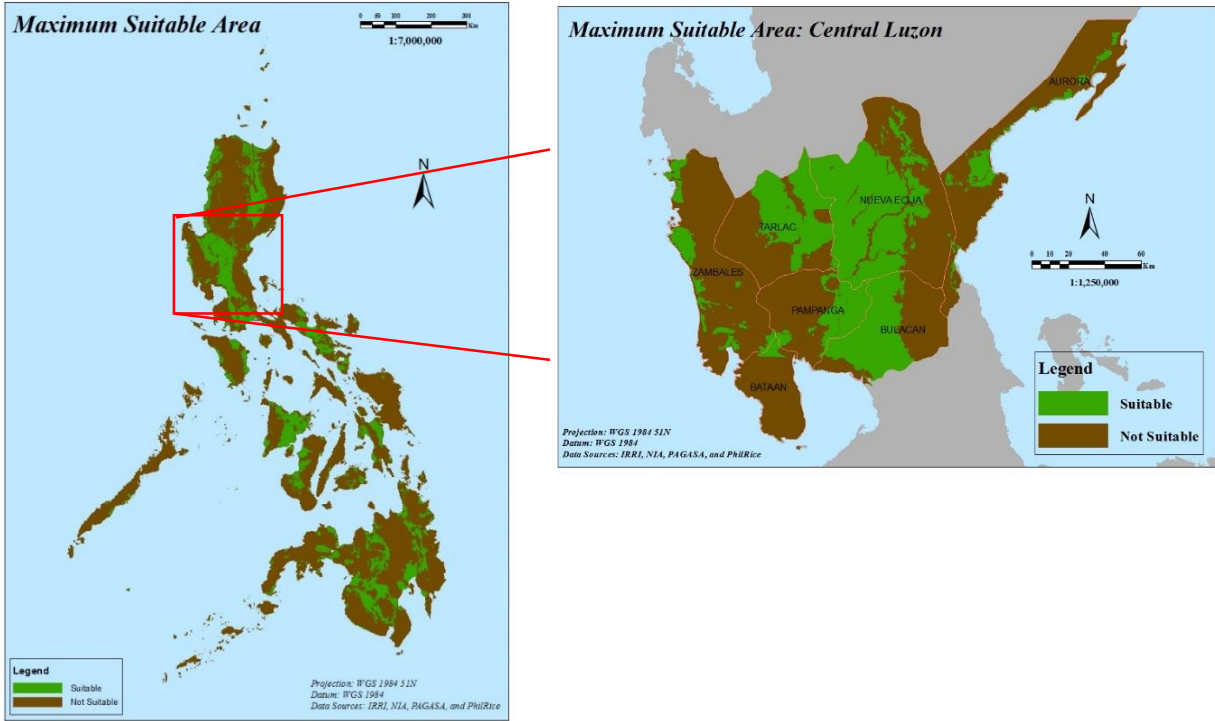 Maximum Suitable Area
0 50 100 200 300
Km
1:7,000,000
N
Legend
Suitable
Not Suitable
Projection: WGS 1984 51N
Datum: WGS 1984
Data Sources: IRRI, NIA, PAGASA, and PhilRice
Maximum Suitable Area: Central Luzon
AURORA
NUEVA ECIJA
TARLAC
ZAMBALES
PAMPANGA
BULACAN
BATAAN
N
0 10 20 40 60
Km
1:1,250,000
Legend
Suitable
Not Suitable
Projection: WGS 1984 51N
Datum: WGS 1984
Data Sources: IRRI, NIA, PAGASA, and PhilRice